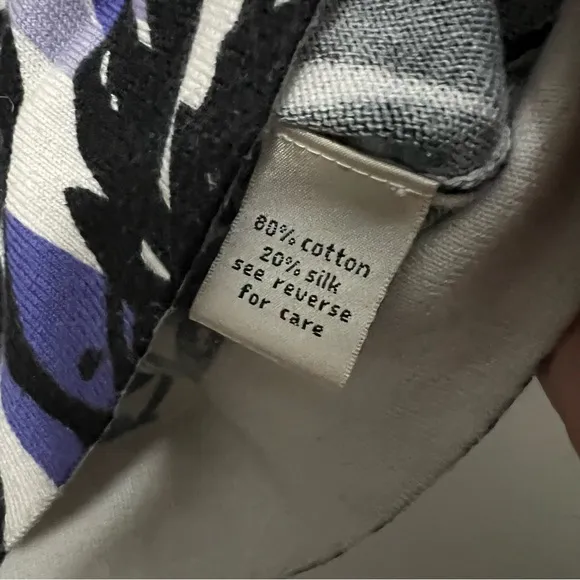 80% cotton
20% silk
see reverse
for care